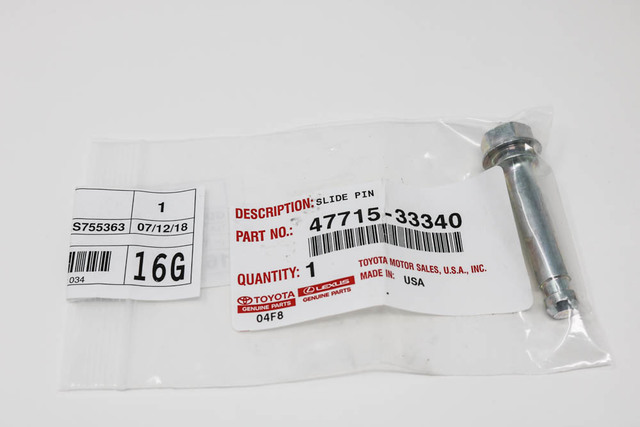 1
S755363 07/12/18
034
16G
DESCRIPTION: SLIDE PIN
PART NO.: 47715-33340
QUANTITY: 1
TOYOTA MOTOR SALES, U.S.A., INC.
MADE IN: USA
TOYOTA
GENUINE PARTS
LEXUS
GENUINE PARTS
04F8